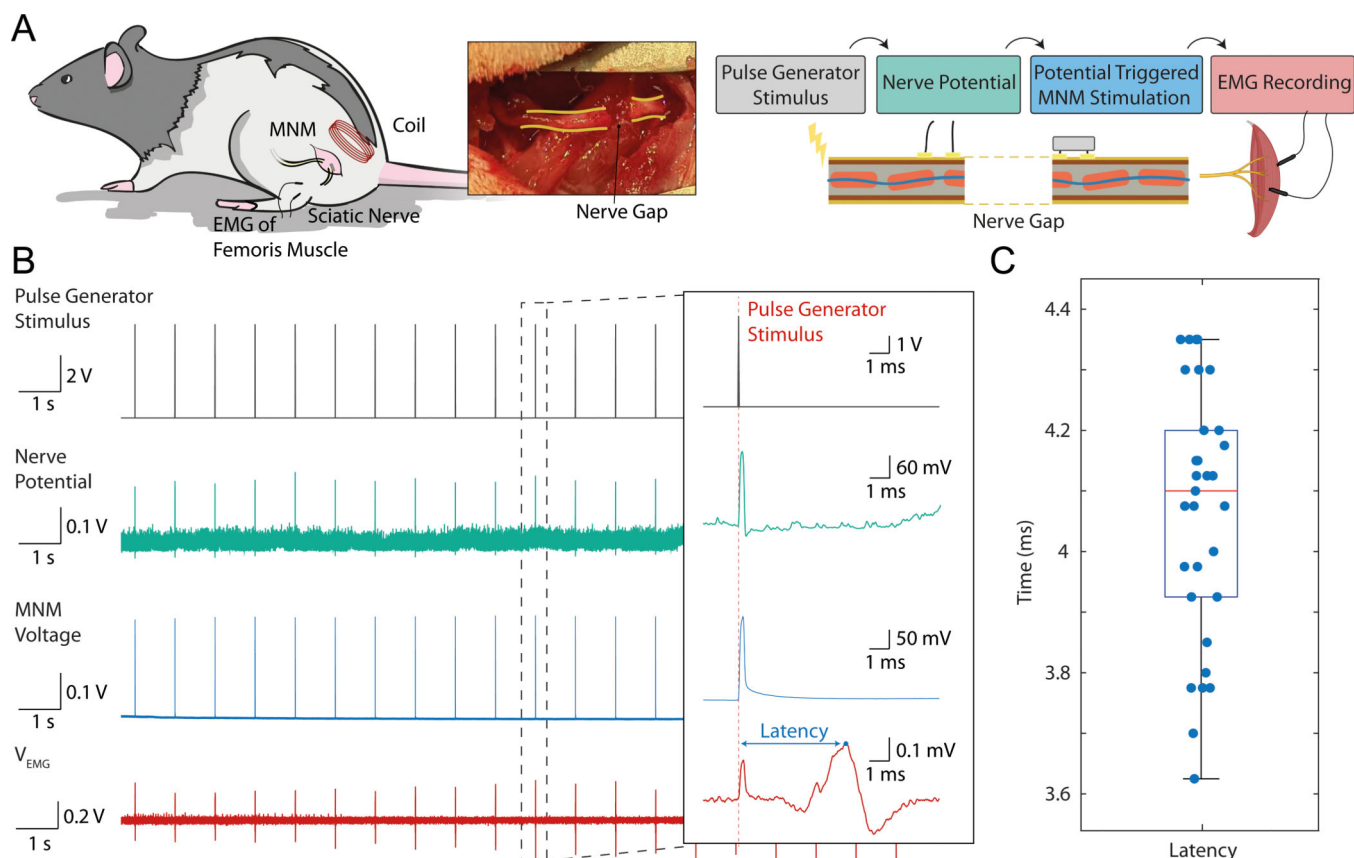 A
MNM
Coil
EMG of
Femoris Muscle
Sciatic Nerve
Nerve Gap
Pulse Generator
Stimulus
Nerve Potential
Potential Triggered
MNM Stimulation
EMG Recording
Nerve Gap
B
Pulse Generator
Stimulus
2 V
1 s
Nerve
Potential
0.1 V
1 s
MNM
Voltage
0.1 V
1 s
VEMG
0.2 V
1 s
Pulse Generator
Stimulus
1 V
1 ms
60 mV
1 ms
50 mV
1 ms
Latency
0.1 mV
1 ms
C
Time (ms)
4.4
4.2
4
3.8
3.6
Latency